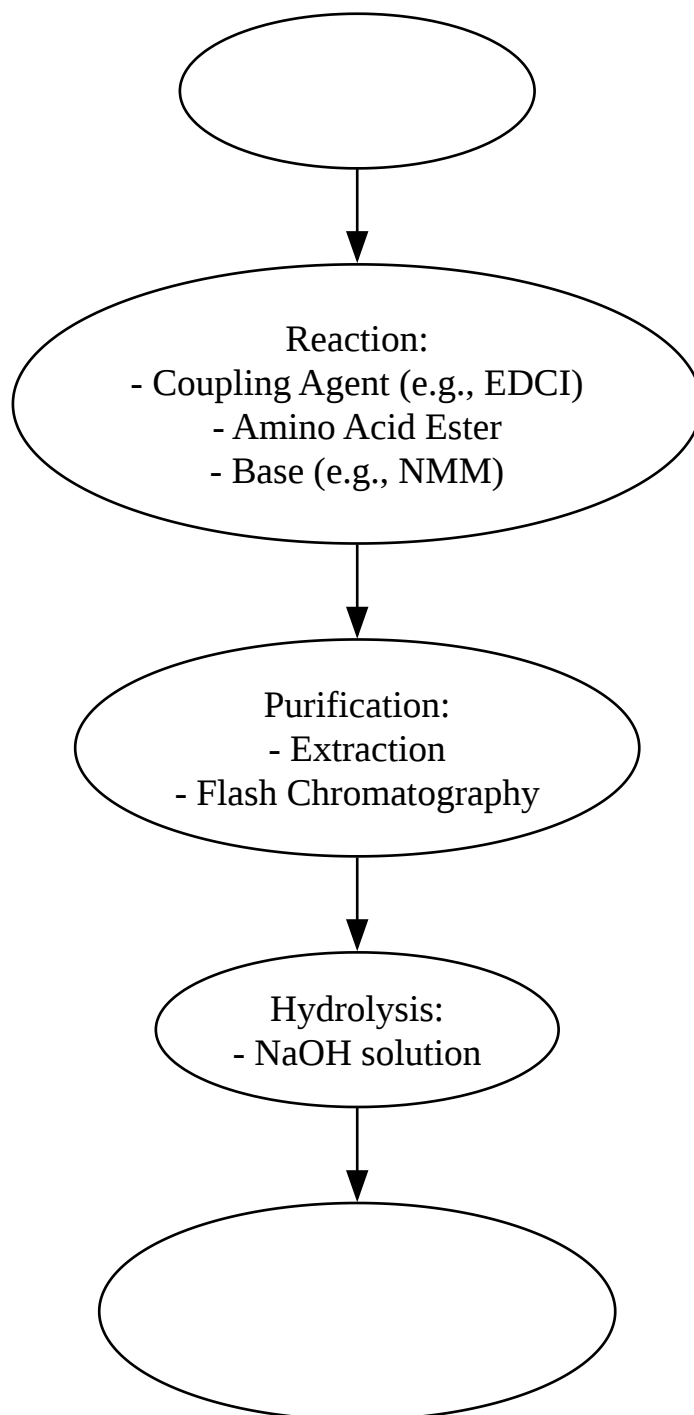 Reaction:
- Coupling Agent (e.g., EDCI)
- Amino Acid Ester
- Base (e.g., NMM)
Purification:
- Extraction
- Flash Chromatography
Hydrolysis:
- NaOH solution